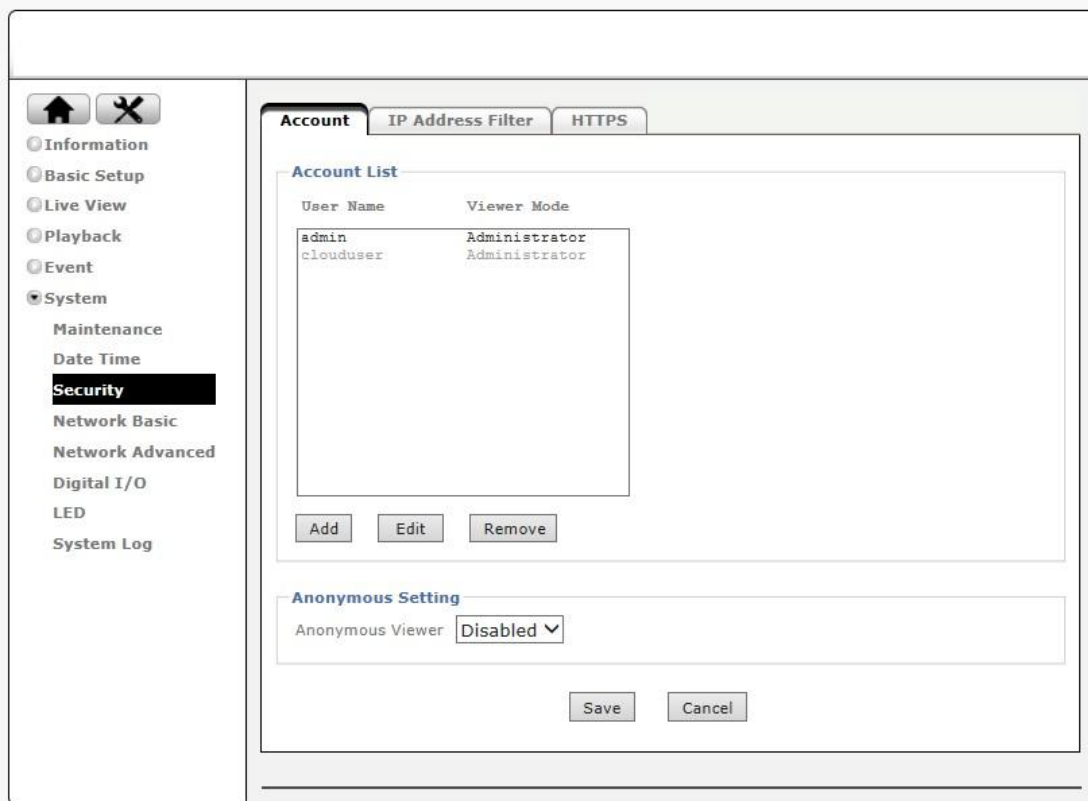 Information
Basic Setup
Live View
Playback
Event
System
Maintenance
Date Time
Security
Network Basic
Network Advanced
Digital I/O
LED
System Log
Account IP Address Filter HTTPS
Account List
User Name Viewer Mode
admin Administrator
clouduser Administrator
Add Edit Remove
Anonymous Setting
Anonymous Viewer Disabled
Save Cancel